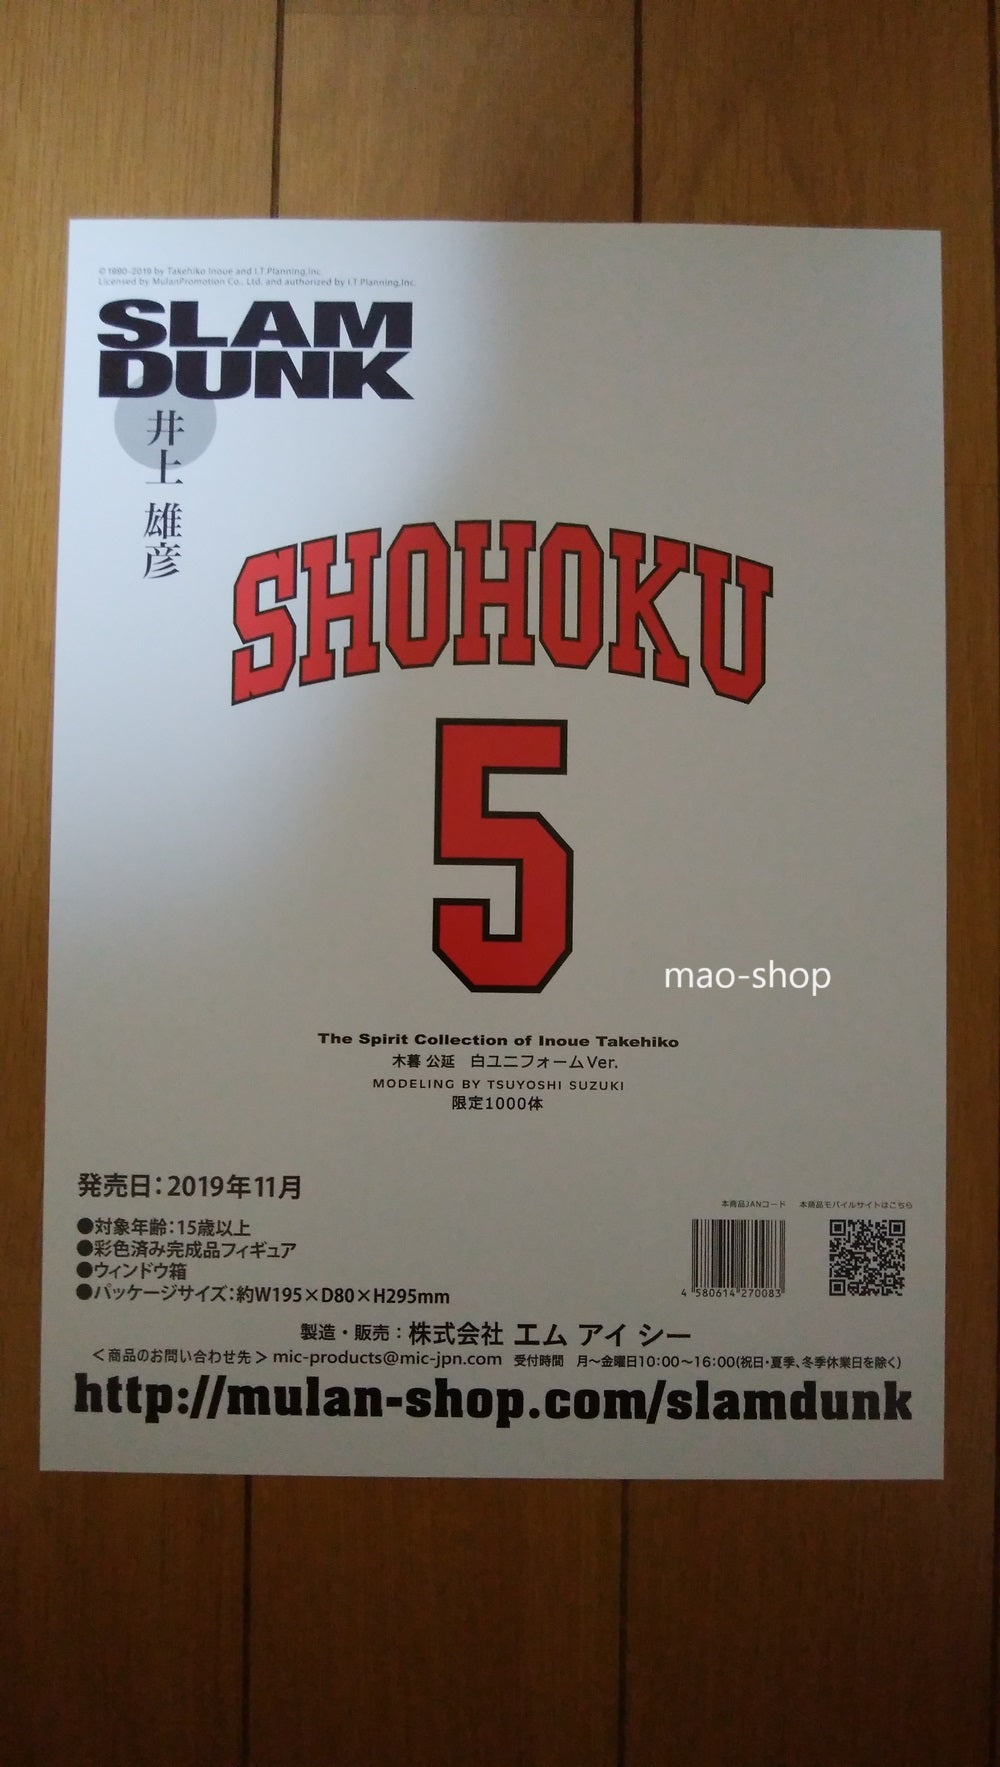 ©1990-2019 by Takehiko Inoue and I.T.Planning,Inc.
Licensed by MulanPromotion Co., Ltd. and authorized by I.T.Planning,Inc.
SLAM
DUNK
井上 雄彦
SHOHOKU
5
mao-shop
The Spirit Collection of Inoue Takehiko
木暮 公延　白ユニフォームVer.
MODELING BY TSUYOSHI SUZUKI
限定1000体
発売日：2019年11月
●対象年齢：15歳以上
●彩色済み完成品フィギュア
●ウィンドウ箱
●パッケージサイズ：約W195×D80×H295mm
本商品JANコード　本商品モバイルサイトはこちら
4 580614 270083
製造・販売：株式会社 エム アイ シー
＜商品のお問い合わせ先＞mic-products@mic-jpn.com　受付時間　月〜金曜日10：00〜16：00(祝日・夏季、冬季休業日を除く)
http://mulan-shop.com/slamdunk